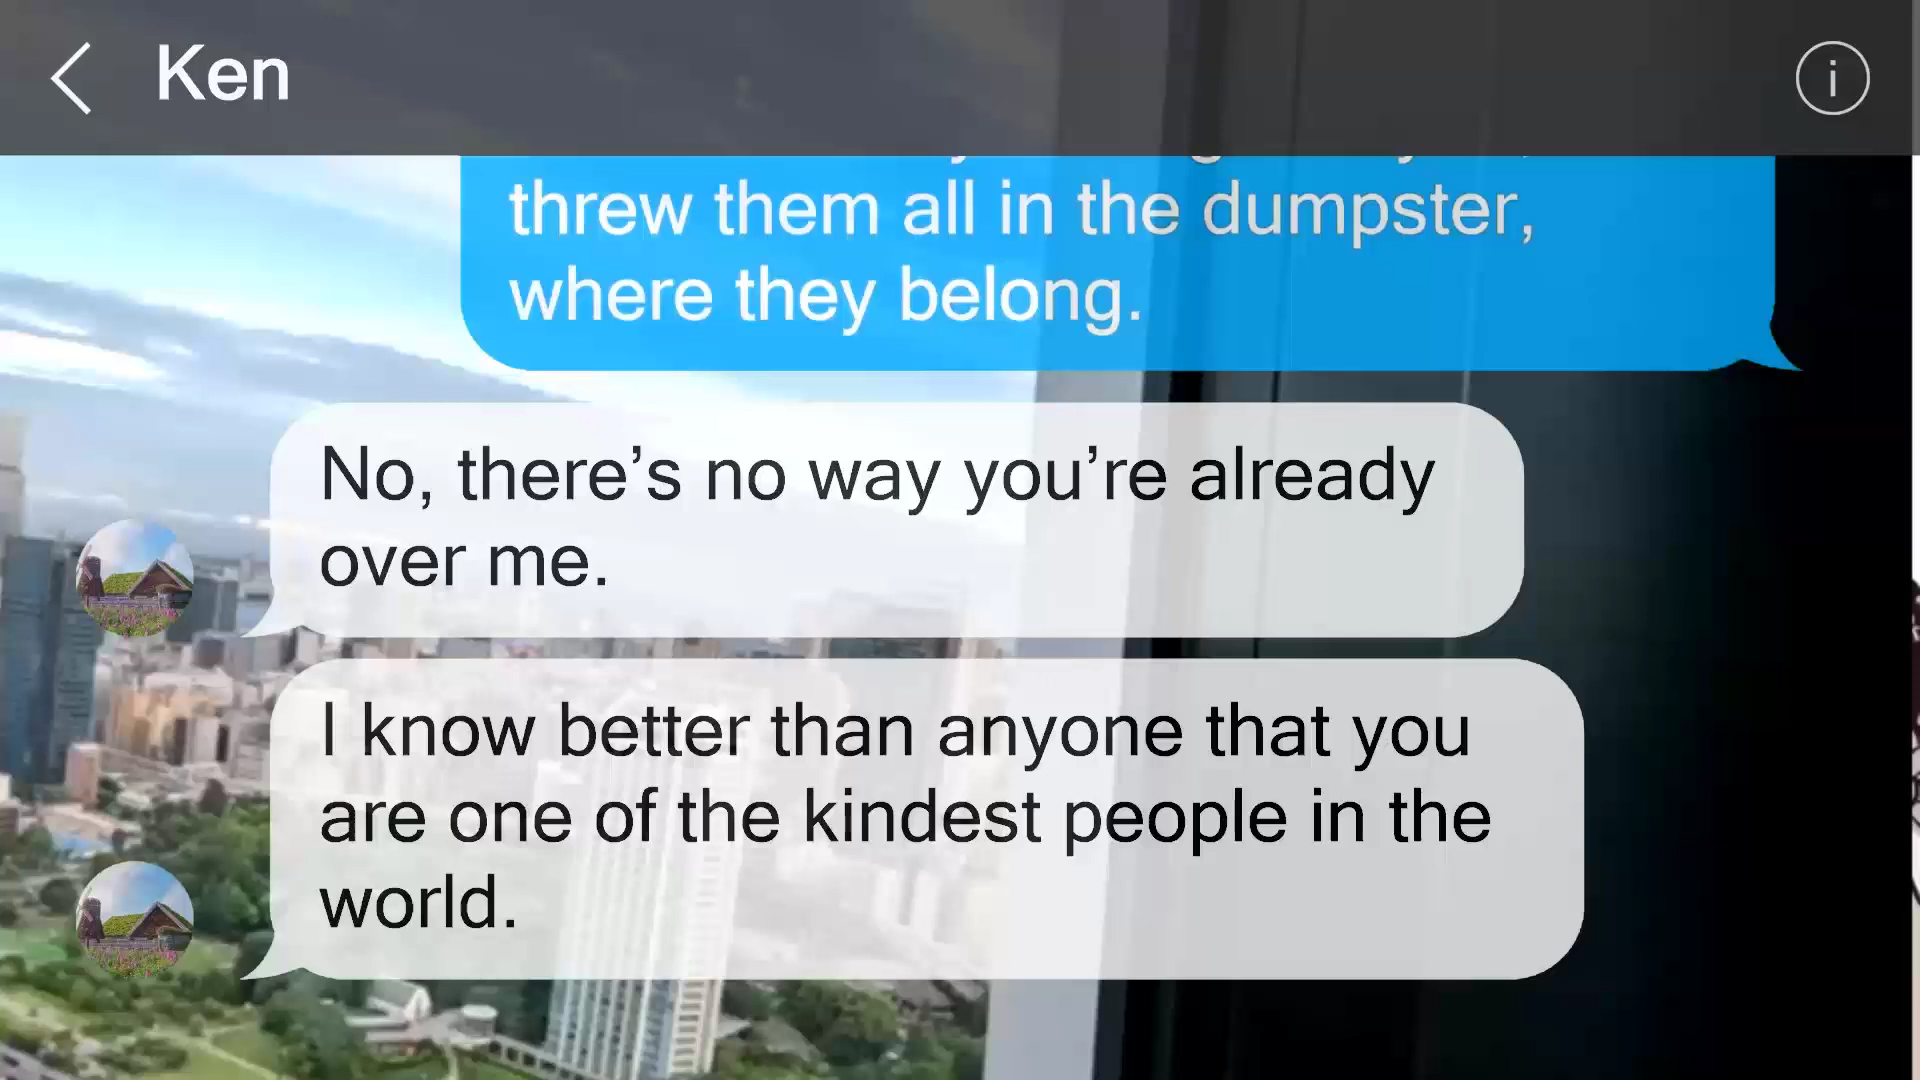 Ken
threw them all in the dumpster,
where they belong.
No, there’s no way you’re already
over me.
I know better than anyone that you
are one of the kindest people in the
world.